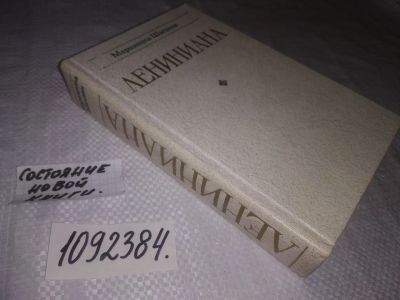 Мариэтта Шагинян
ЛЕНИНИАНА
ЛЕНИНИАНА
Состояние
новой
книги.
1092384.